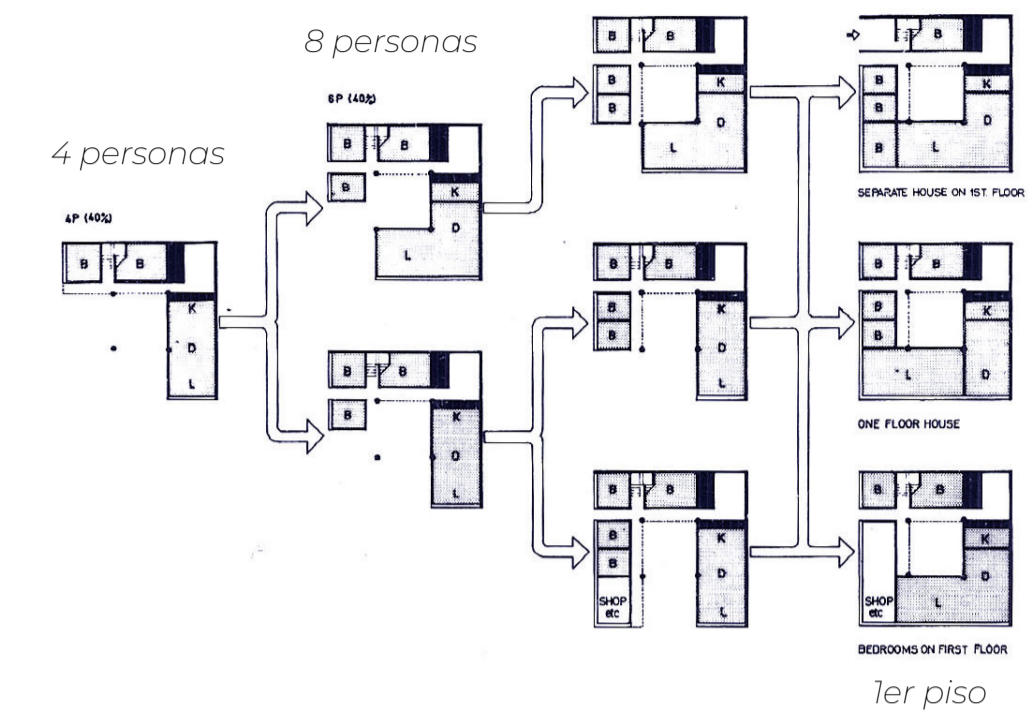 8 personas
4 personas
4P (40%)
B
B
K
D
L
6P (40%)
B
B
B
K
D
L
B
B
B
K
D
L
B
B
B
B
K
D
L
B
B
B
B
K
D
L
B
B
B
B
SHOP
etc
K
D
L
B
B
B
B
K
D
L
SEPARATE HOUSE ON 1ST. FLOOR
B
B
B
B
K
D
L
ONE FLOOR HOUSE
B
B
SHOP
etc
K
D
L
BEDROOMS ON FIRST FLOOR
1er piso